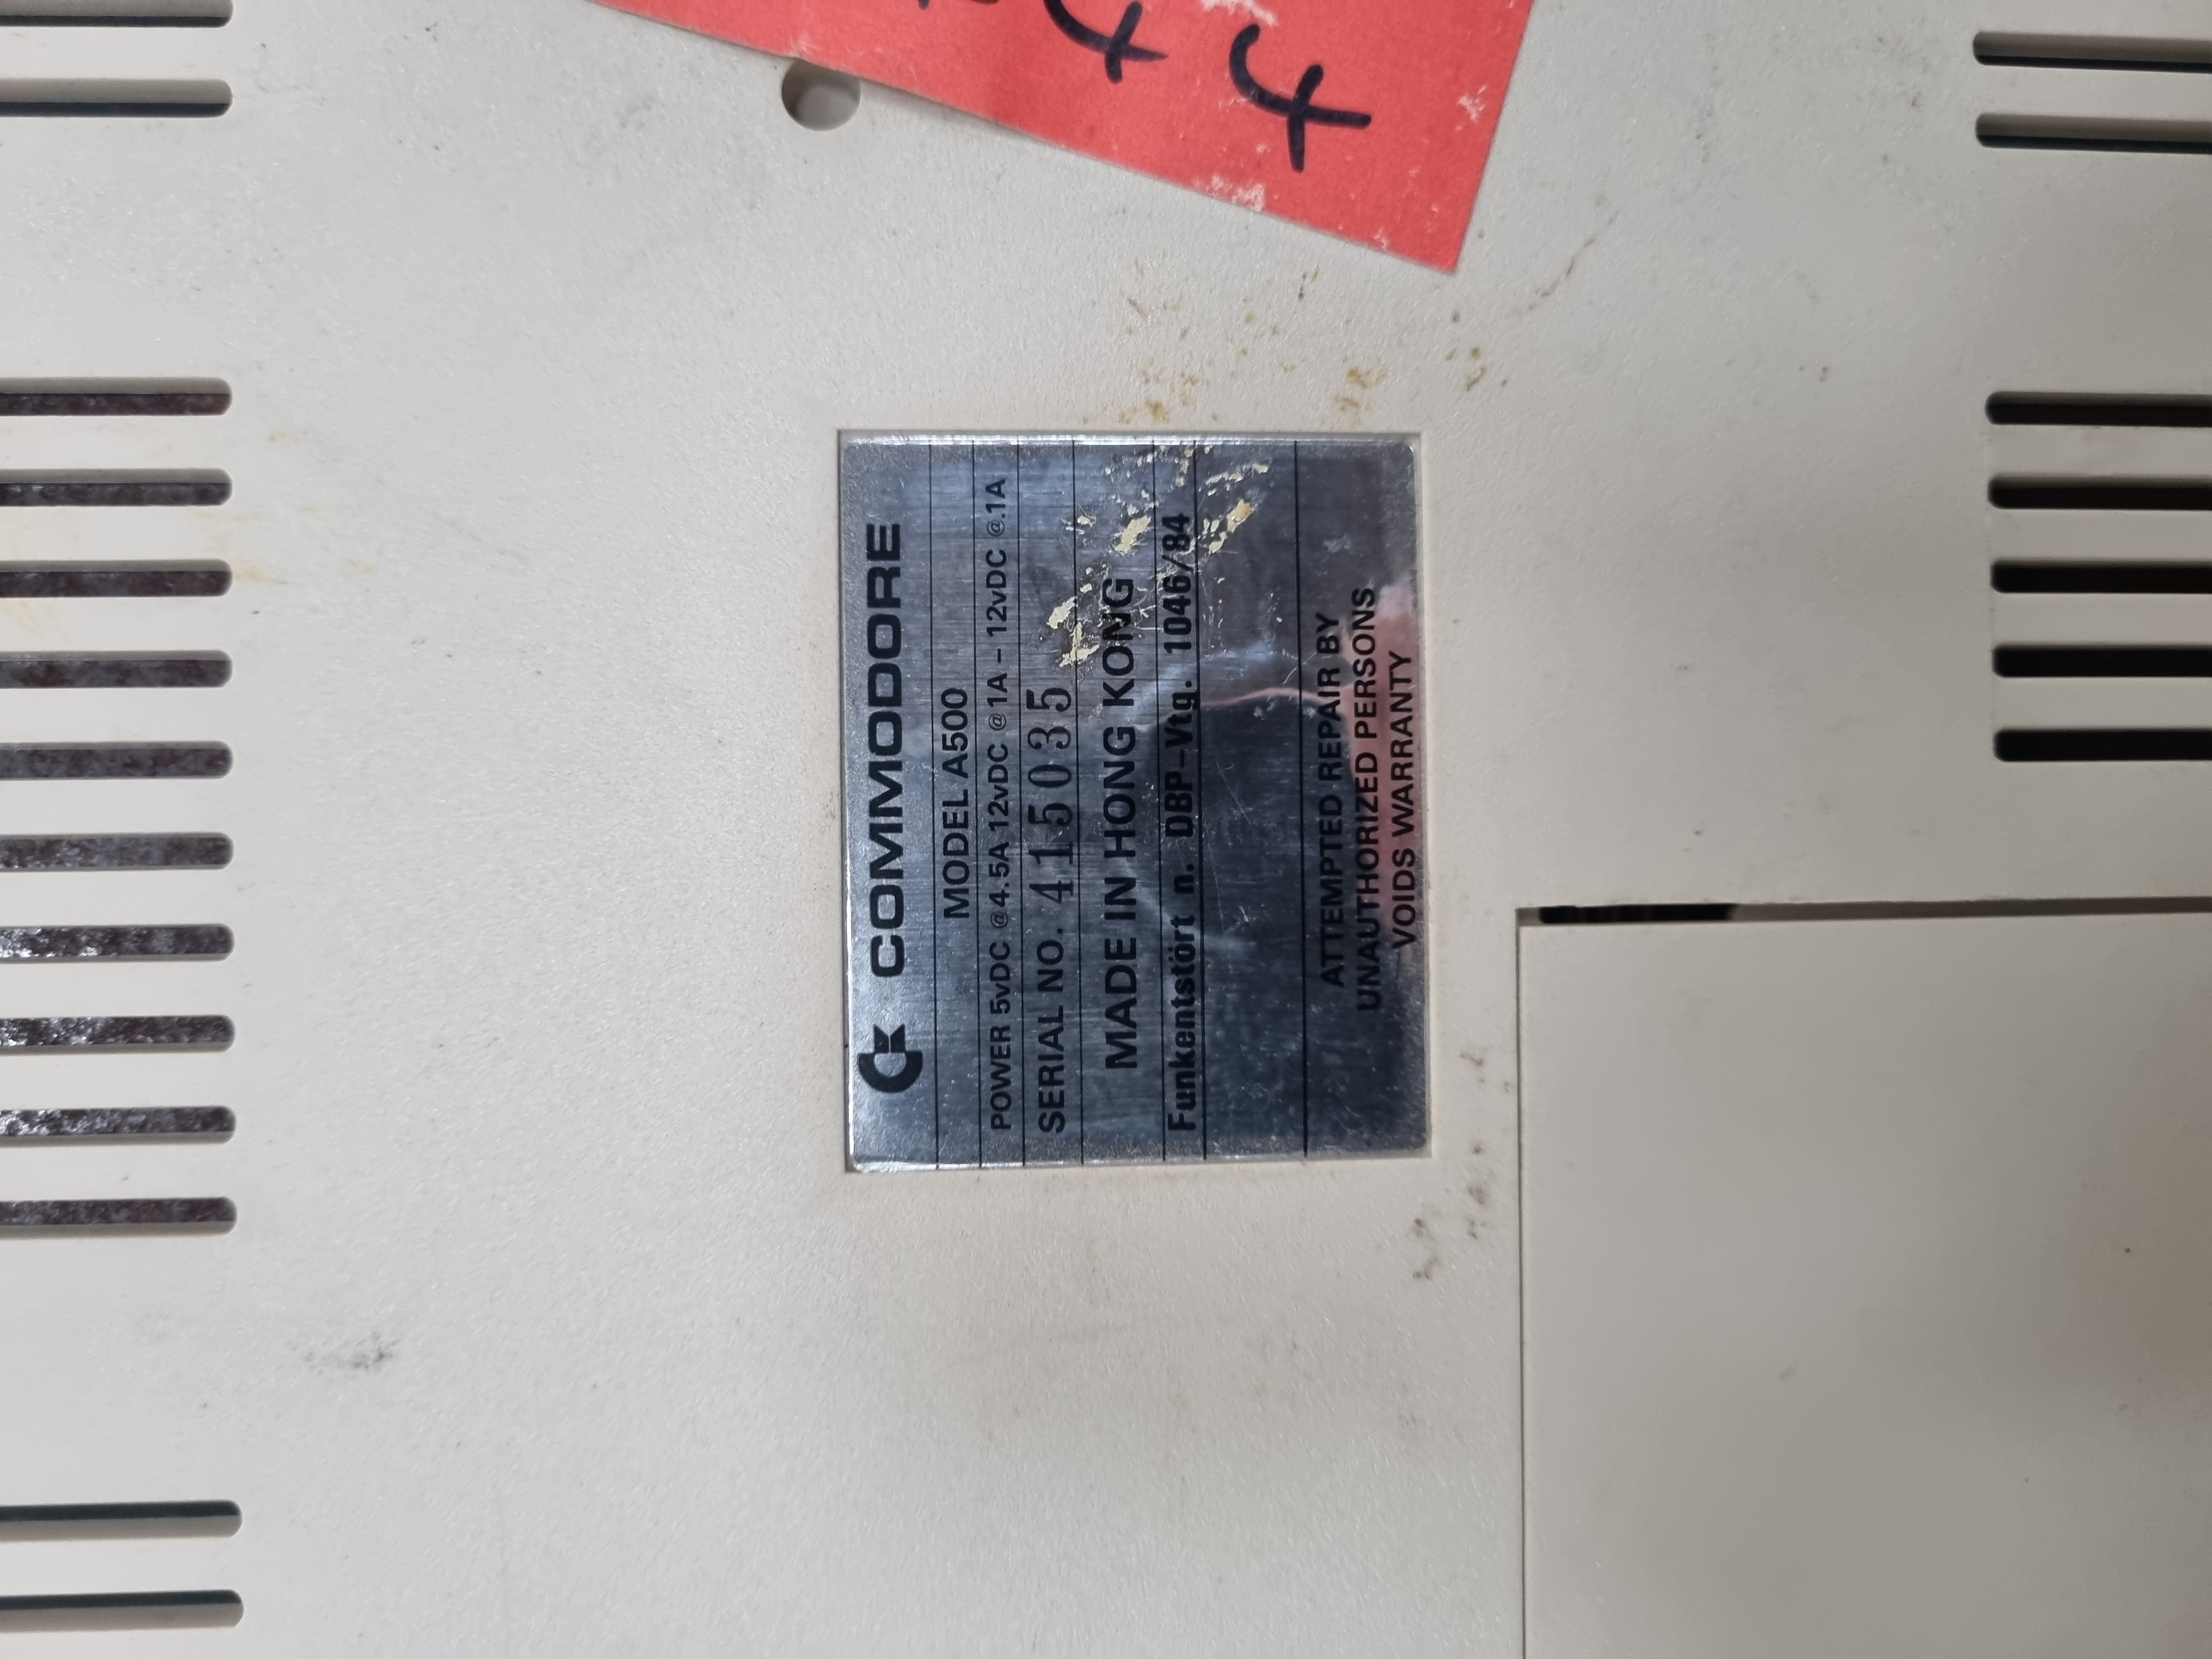 COMMODORE
MODEL A500
POWER 5vDC @4.5A 12vDC @1A – 12vDC @.1A
SERIAL NO. 415035
MADE IN HONG KONG
Funkentstört n. DBP–Vtg. 1046/84
ATTEMPTED REPAIR BY
UNAUTHORIZED PERSONS
VOIDS WARRANTY